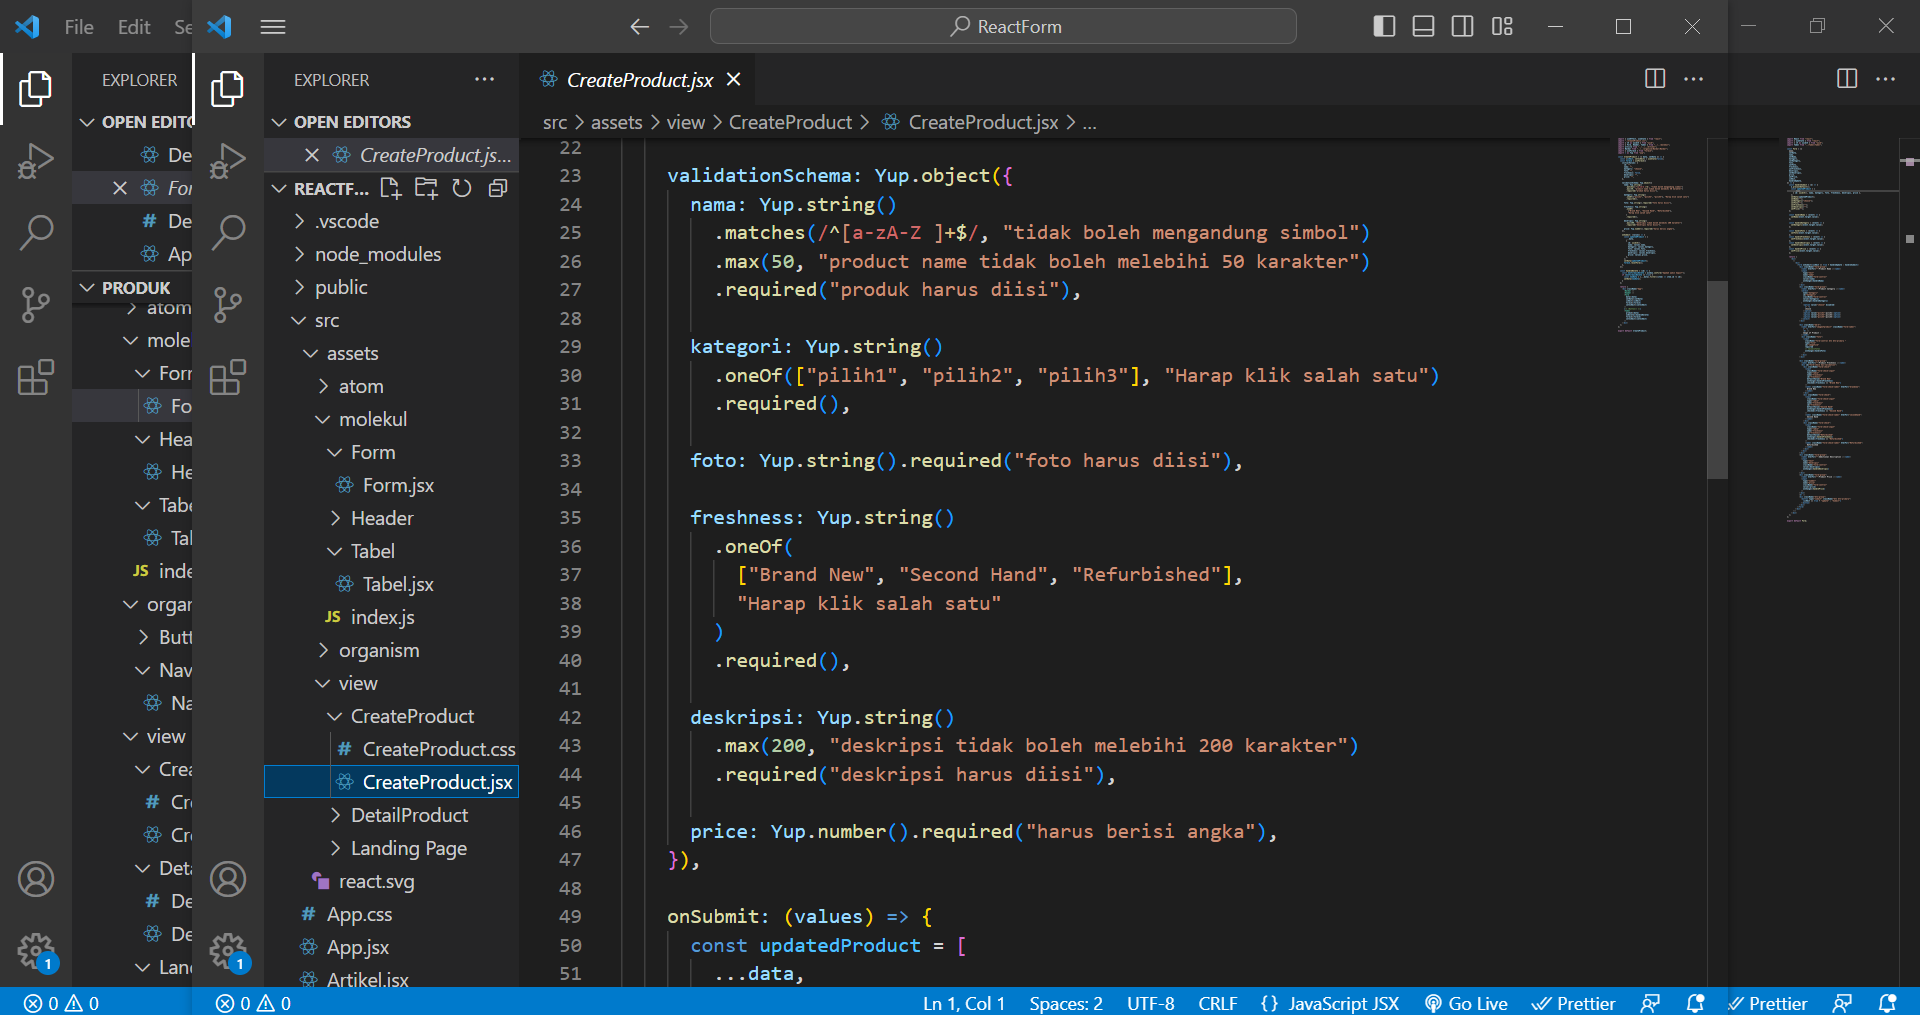 File Edit Se
ReactForm
EXPLORER
OPEN EDITO
De
For
De
Ap
PRODUK
atom
mole
Forr
Fo
Hea
He
Tabe
Tal
inde
organ
Butt
Nav
Na
view
Crea
Cr
Cr
Deta
De
De
Land
1
0 0
EXPLORER
OPEN EDITORS
CreateProduct.js...
REACTF...
.vscode
node_modules
public
src
assets
atom
molekul
Form
Form.jsx
Header
Tabel
Tabel.jsx
JS index.js
organism
view
CreateProduct
# CreateProduct.css
CreateProduct.jsx
DetailProduct
Landing Page
react.svg
# App.css
App.jsx
Artikel.jsx
1
CreateProduct.jsx
src > assets > view > CreateProduct > CreateProduct.jsx > ...
22
23 validationSchema: Yup.object({
24 nama: Yup.string()
25 .matches(/^[a-zA-Z ]+$/, "tidak boleh mengandung simbol")
26 .max(50, "product name tidak boleh melebihi 50 karakter")
27 .required("produk harus diisi"),
28
29 kategori: Yup.string()
30 .oneOf(["pilih1", "pilih2", "pilih3"], "Harap klik salah satu")
31 .required(),
32
33 foto: Yup.string().required("foto harus diisi"),
34
35 freshness: Yup.string()
36 .oneOf(
37 ["Brand New", "Second Hand", "Refurbished"],
38 "Harap klik salah satu"
39 )
40 .required(),
41
42 deskripsi: Yup.string()
43 .max(200, "deskripsi tidak boleh melebihi 200 karakter")
44 .required("deskripsi harus diisi"),
45
46 price: Yup.number().required("harus berisi angka"),
47 }),
48
49 onSubmit: (values) => {
50 const updatedProduct = [
51 ...data,
0 0 Ln 1, Col 1 Spaces: 2 UTF-8 CRLF {} JavaScript JSX Go Live Prettier
Prettier